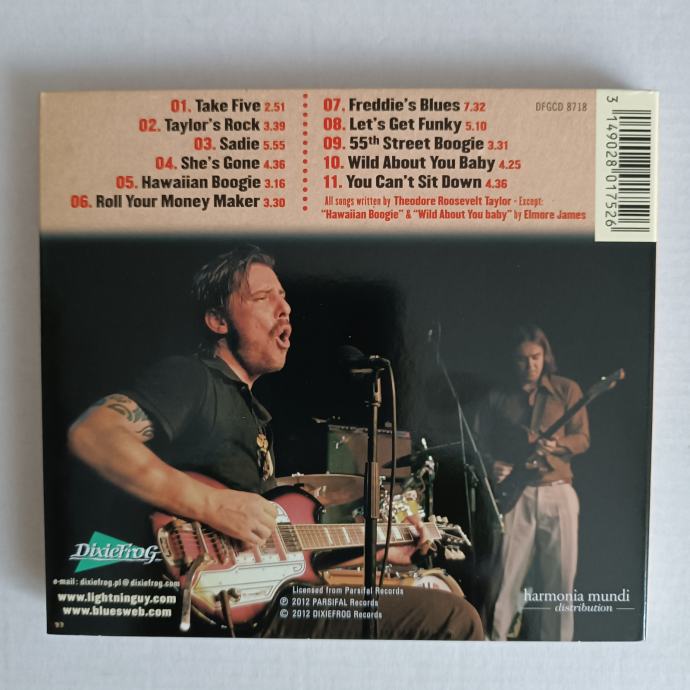 01. Take Five 2.51
02. Taylor's Rock 3.39
03. Sadie 5.55
04. She's Gone 4.36
05. Hawaiian Boogie 3.16
06. Roll Your Money Maker 3.30
07. Freddie's Blues 7.32
08. Let's Get Funky 5.10
09. 55th Street Boogie 3.31
10. Wild About You Baby 4.25
11. You Can't Sit Down 4.36
All songs written by Theodore Roosevelt Taylor - Except:
"Hawaiian Boogie" & "Wild About You baby" by Elmore James
DFGCD 8718
3 149028 017526
DixieFrog
e-mail: dixiefrog.pl@dixiefrog.com
www.lightninguy.com
www.bluesweb.com
Licensed from Parsifal Records
℗ 2012 PARSIFAL Records
© 2012 DIXIEFROG Records
harmonia mundi
distribution